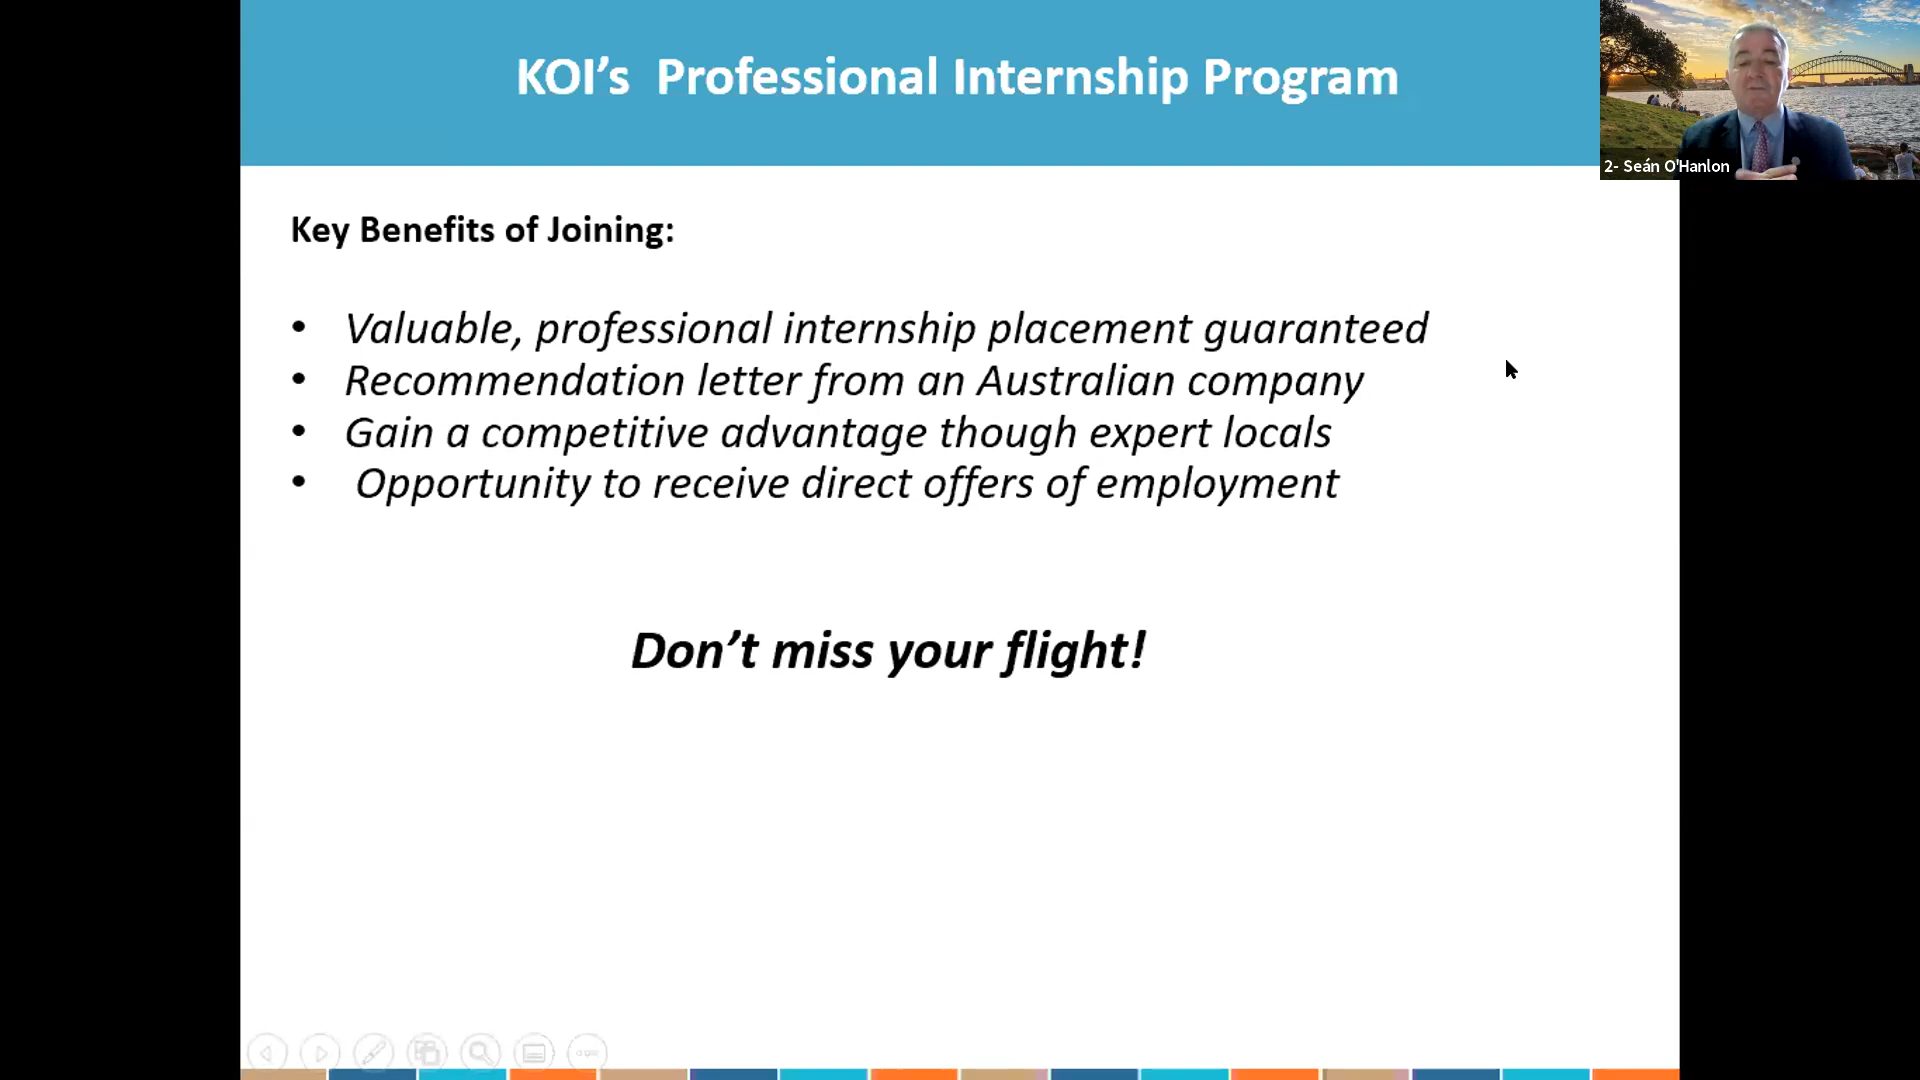 KOI’s  Professional Internship Program
2- Seán O'Hanlon
Key Benefits of Joining:
• Valuable, professional internship placement guaranteed
• Recommendation letter from an Australian company
• Gain a competitive advantage though expert locals
• Opportunity to receive direct offers of employment
Don’t miss your flight!